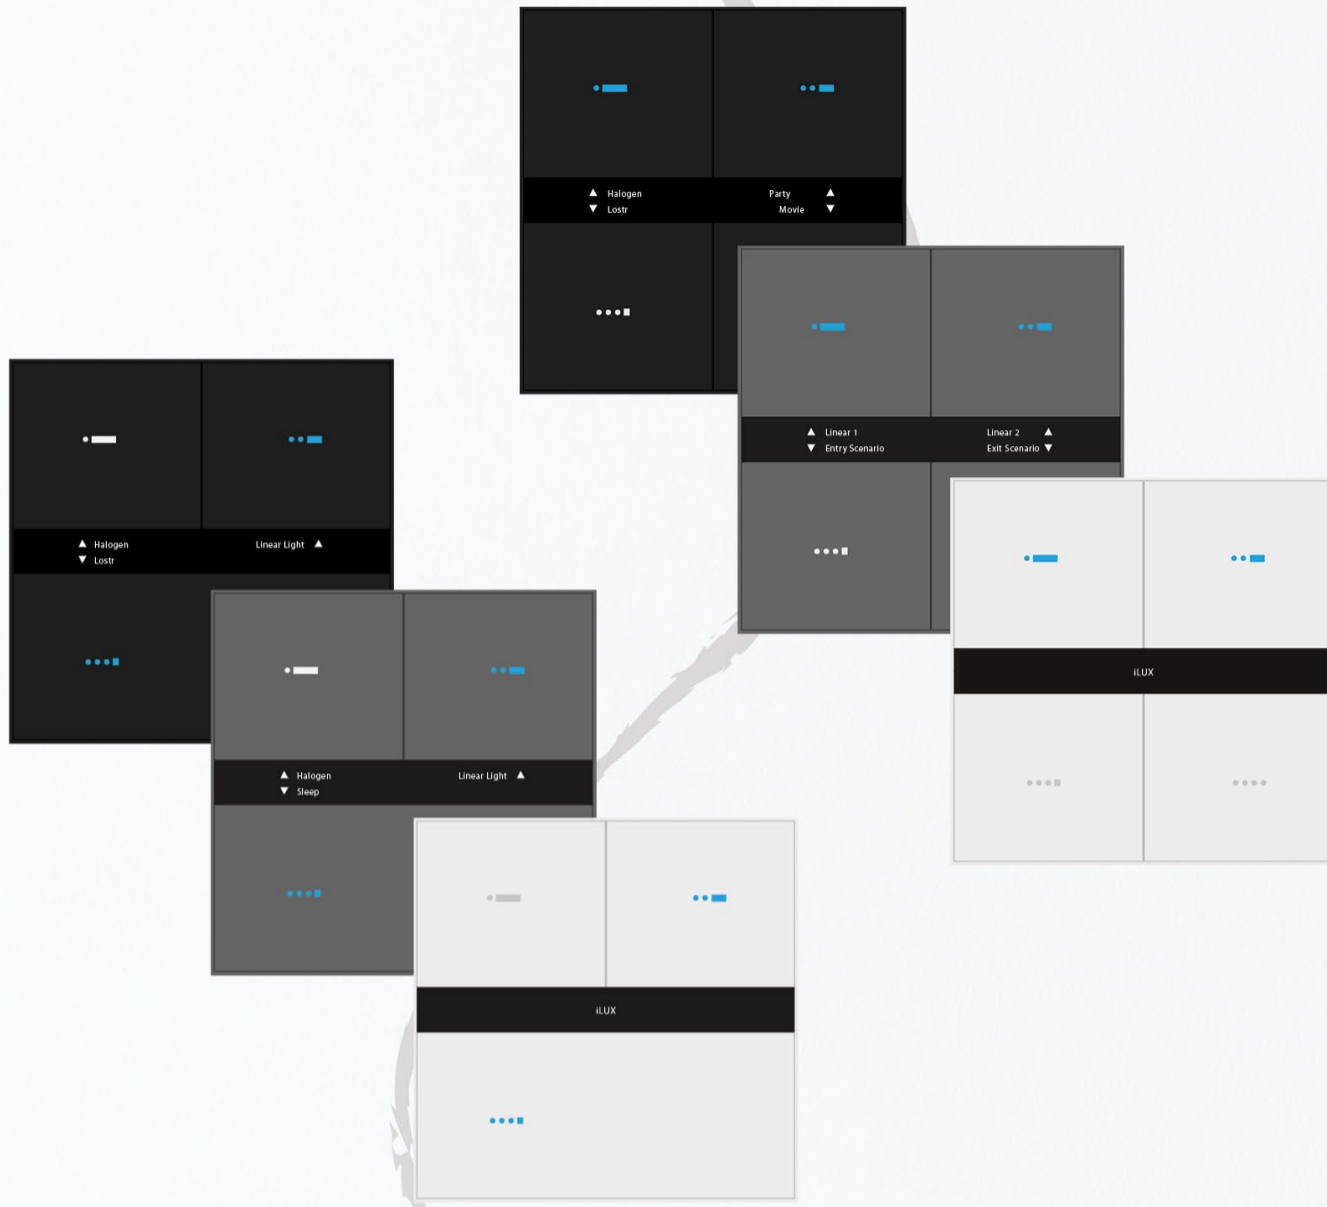 Halogen
Lostr
Party
Movie
Linear 1
Entry Scenario
Linear 2
Exit Scenario
iLUX
Halogen
Lostr
Linear Light
Halogen
Sleep
Linear Light
iLUX